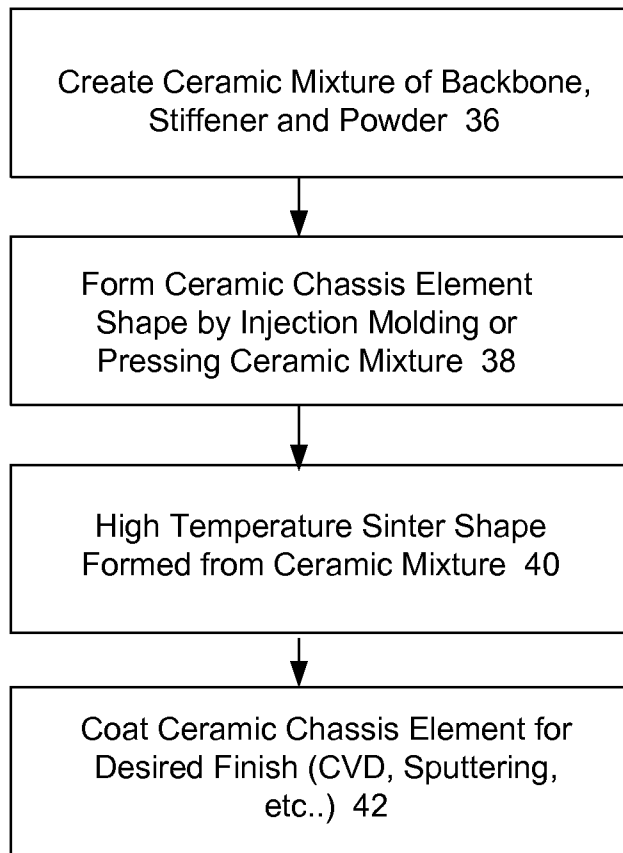 Create Ceramic Mixture of Backbone,
Stiffener and Powder 36
Form Ceramic Chassis Element
Shape by Injection Molding or
Pressing Ceramic Mixture 38
High Temperature Sinter Shape
Formed from Ceramic Mixture 40
Coat Ceramic Chassis Element for
Desired Finish (CVD, Sputtering,
etc..) 42